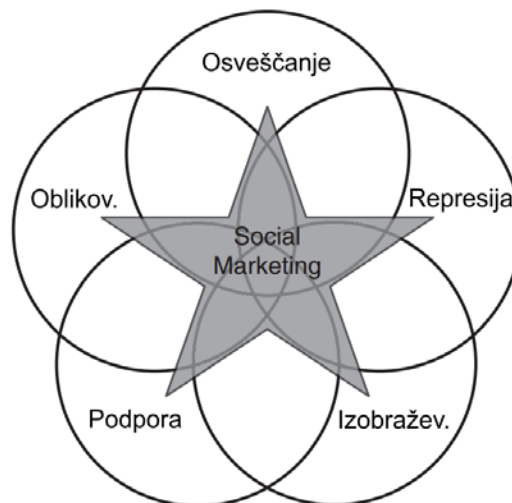 Osveščanje
Oblikov.
Represija
Social
Marketing
Podpora
Izobražev.